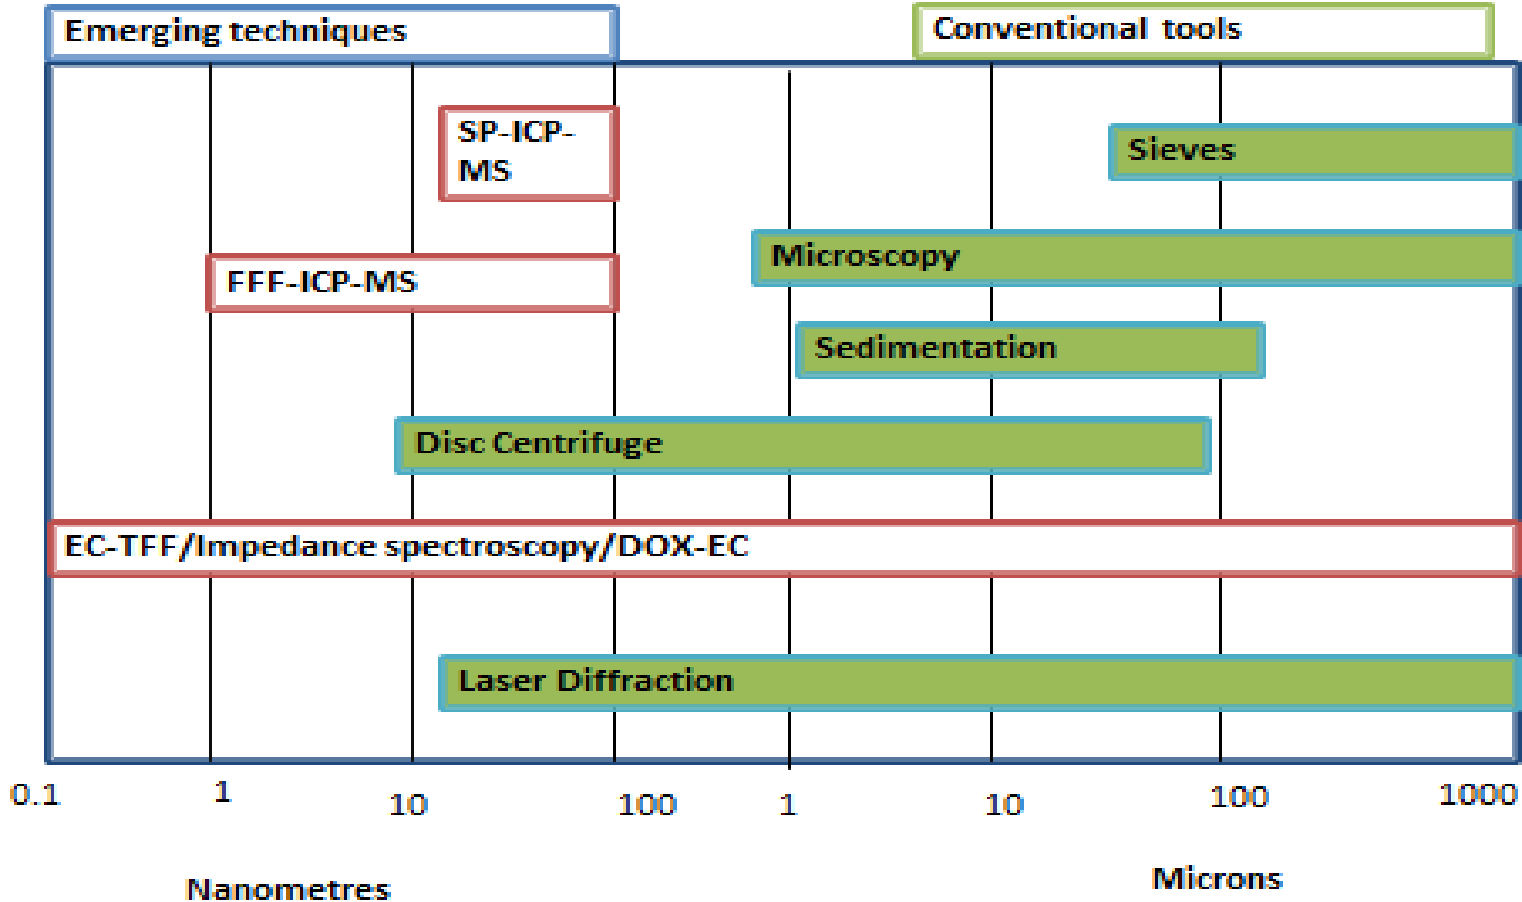 Emerging techniques
Conventional tools
SP-ICP-
MS
Sieves
Microscopy
FFF-ICP-MS
Sedimentation
Disc Centrifuge
EC-TFF/Impedance spectroscopy/DOX-EC
Laser Diffraction
0.1 1 10 100 1 10 100 1000
Nanometres
Microns